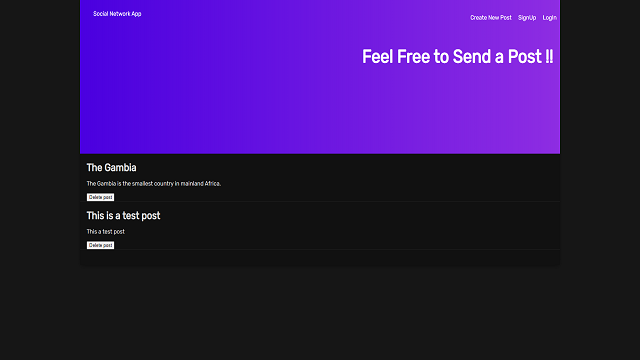 Social Network App
Create New Post SignUp LogIn
Feel Free to Send a Post !!
The Gambia
The Gambia is the smallest country in mainland Africa.
Delete post
This is a test post
This a test post
Delete post